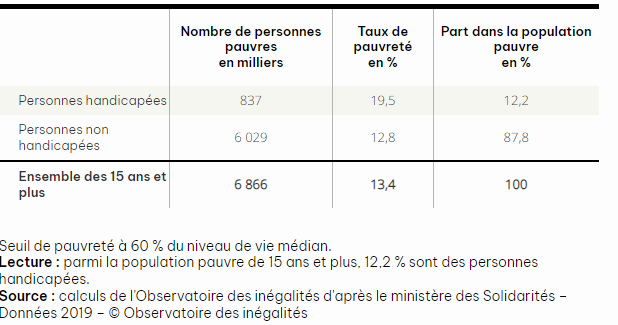 Nombre de personnes pauvres en milliers Taux de pauvreté en % Part dans la population pauvre en %
Personnes handicapées 837 19,5 12,2
Personnes non handicapées 6 029 12,8 87,8
Ensemble des 15 ans et plus 6 866 13,4 100
Seuil de pauvreté à 60 % du niveau de vie médian.
Lecture : parmi la population pauvre de 15 ans et plus, 12,2 % sont des personnes
handicapées.
Source : calculs de l'Observatoire des inégalités d'après le ministère des Solidarités –
Données 2019 – © Observatoire des inégalités